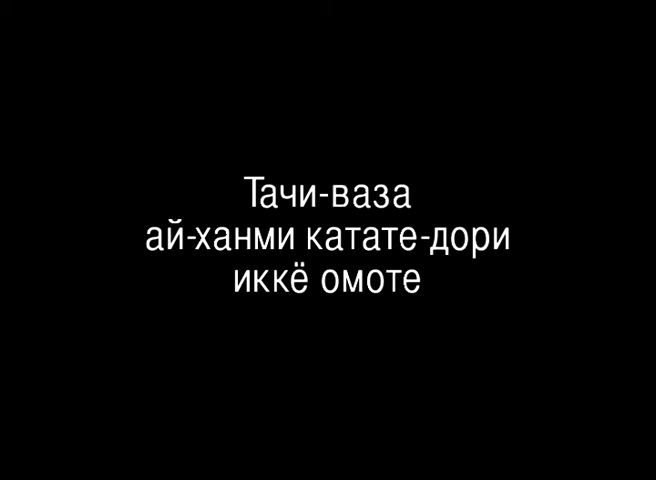 Тачи-ваза
ай-ханми катате-дори
иккё омоте